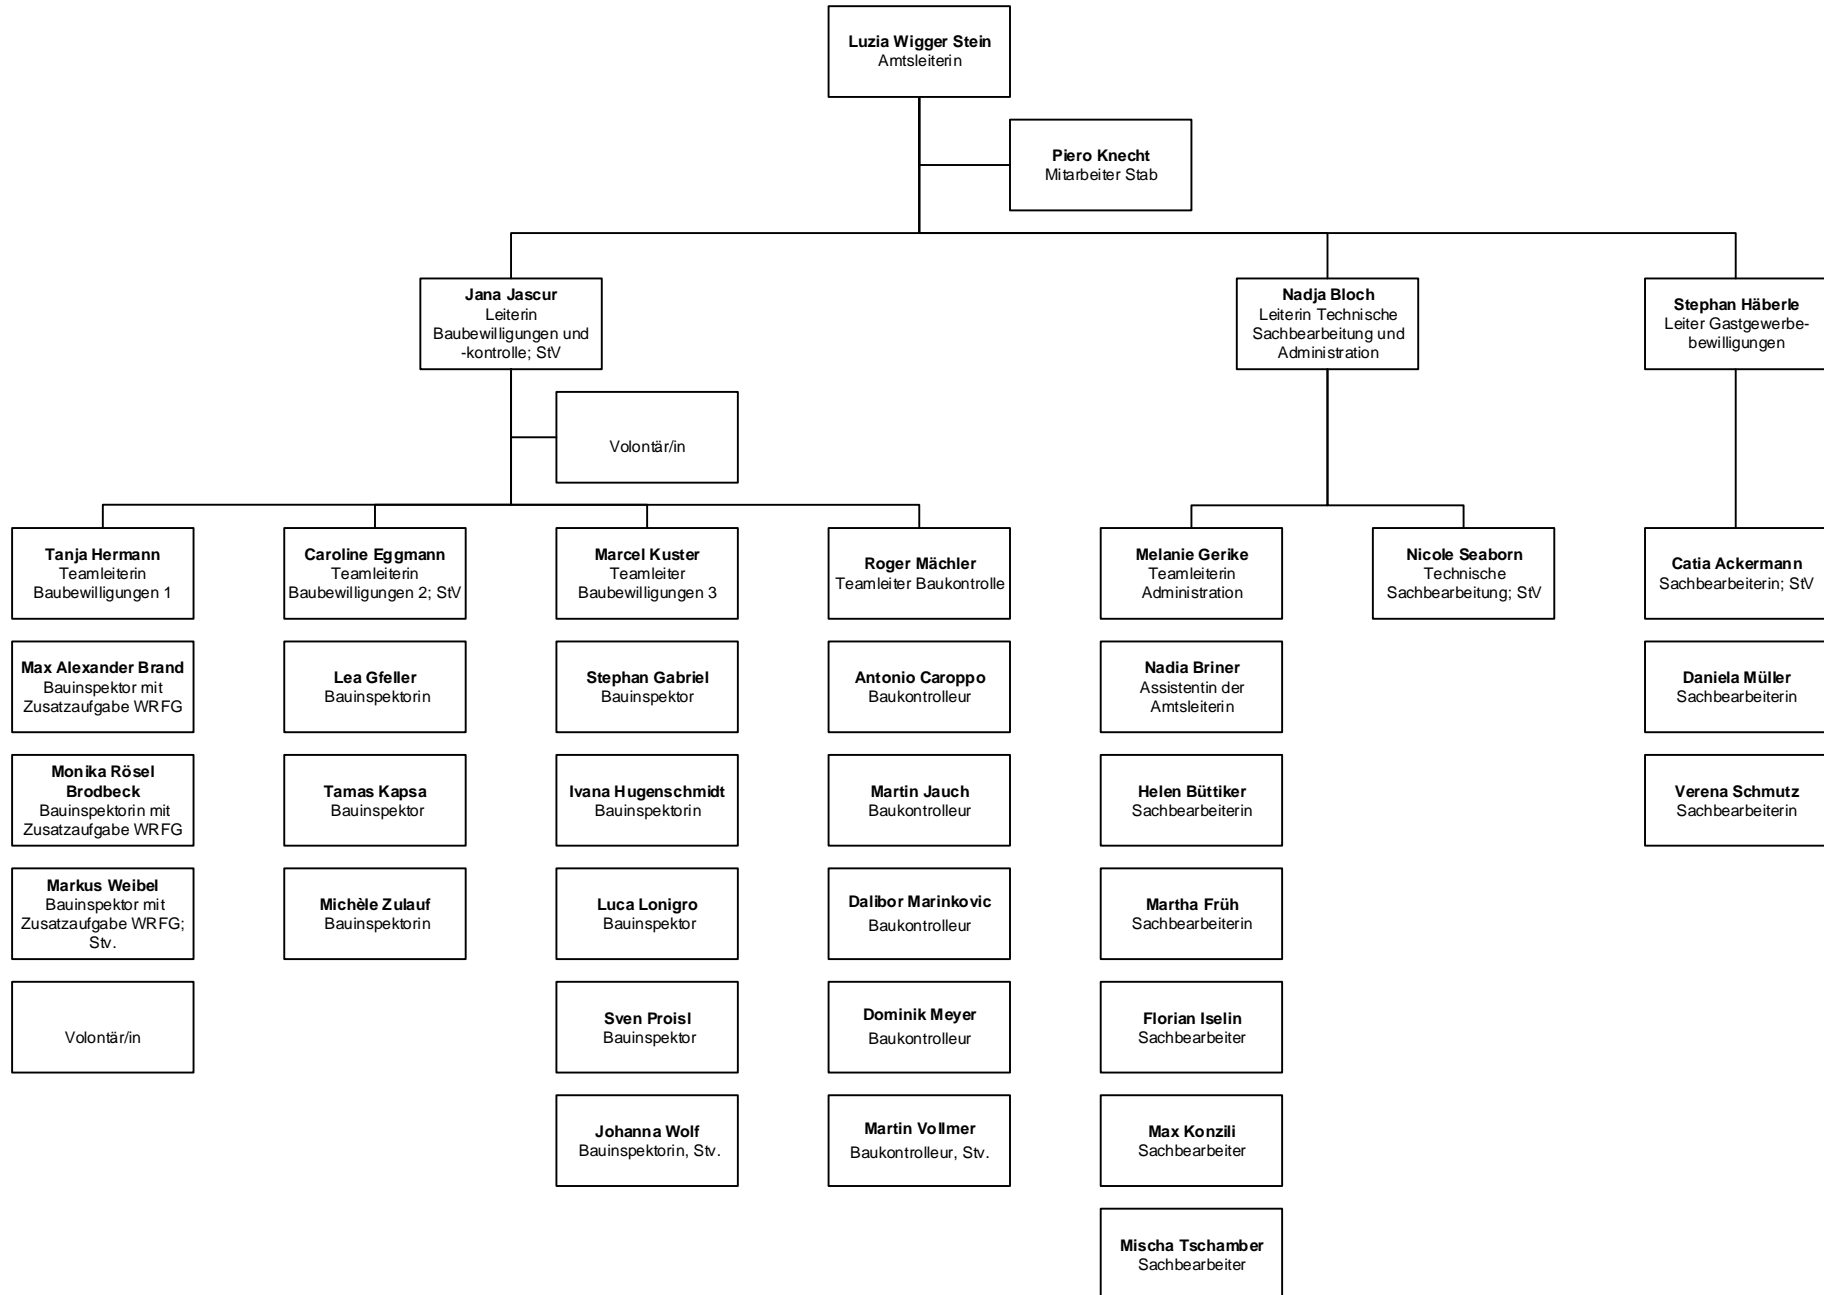 Luzia Wigger Stein
Amtsleiterin
Piero Knecht
Mitarbeiter Stab
Jana Jascur
Leiterin
Baubewilligungen und
-kontrolle; StV
Nadja Bloch
Leiterin Technische
Sachbearbeitung und
Administration
Stephan Häberle
Leiter Gastgewerbe-
bewilligungen
Volontär/in
Tanja Hermann
Teamleiterin
Baubewilligungen 1
Max Alexander Brand
Bauinspektor mit
Zusatzaufgabe WRFG
Monika Rösel
Brodbeck
Bauinspektorin mit
Zusatzaufgabe WRFG
Markus Weibel
Bauinspektor mit
Zusatzaufgabe WRFG;
Stv.
Volontär/in
Caroline Eggmann
Teamleiterin
Baubewilligungen 2; StV
Lea Gfeller
Bauinspektorin
Tamas Kapsa
Bauinspektor
Michèle Zulauf
Bauinspektorin
Marcel Kuster
Teamleiter
Baubewilligungen 3
Stephan Gabriel
Bauinspektor
Ivana Hugenschmidt
Bauinspektorin
Luca Lonigro
Bauinspektor
Sven Proisl
Bauinspektor
Johanna Wolf
Bauinspektorin, Stv.
Roger Mächler
Teamleiter Baukontrolle
Antonio Caroppo
Baukontrolleur
Martin Jauch
Baukontrolleur
Dalibor Marinkovic
Baukontrolleur
Dominik Meyer
Baukontrolleur
Martin Vollmer
Baukontrolleur, Stv.
Melanie Gerike
Teamleiterin
Administration
Nadia Briner
Assistentin der
Amtsleiterin
Helen Büttiker
Sachbearbeiterin
Martha Früh
Sachbearbeiterin
Florian Iselin
Sachbearbeiter
Max Konzili
Sachbearbeiter
Mischa Tschamber
Sachbearbeiter
Nicole Seaborn
Technische
Sachbearbeitung; StV
Catia Ackermann
Sachbearbeiterin; StV
Daniela Müller
Sachbearbeiterin
Verena Schmutz
Sachbearbeiterin